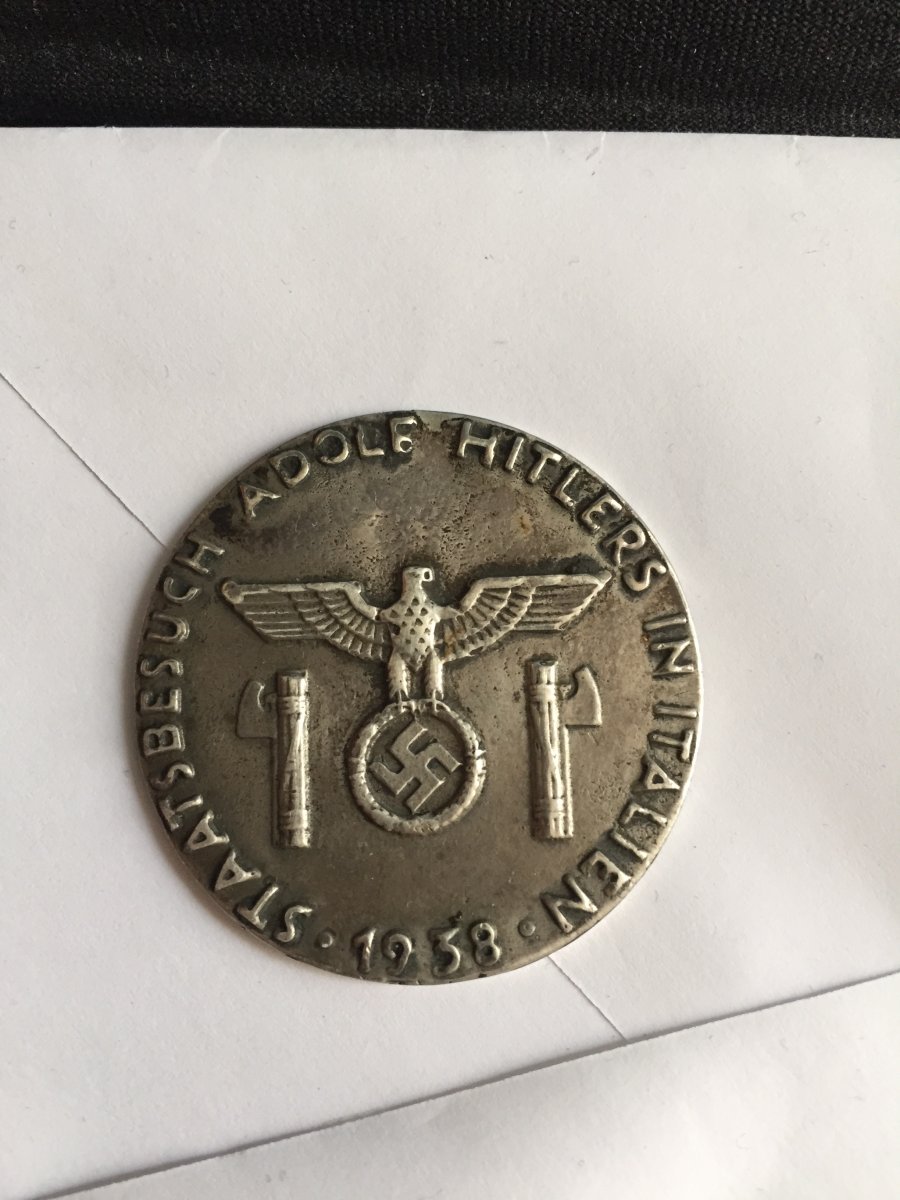 STAATSBESUCH ADOLF HITLERS IN ITALIEN
· 1938 ·